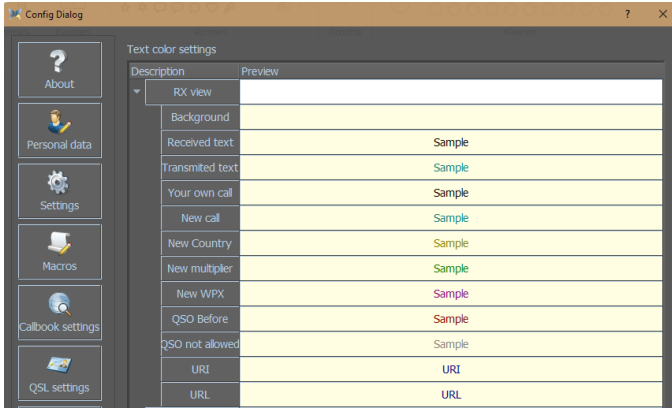 Config Dialog ?
Text color settings
About
Personal data
Settings
Macros
Callbook settings
QSL settings
Description Preview
RX view
Background
Received text Sample
Transmited text Sample
Your own call Sample
New call Sample
New Country Sample
New multiplier Sample
New WPX Sample
QSO Before Sample
QSO not allowed Sample
URI URI
URL URL